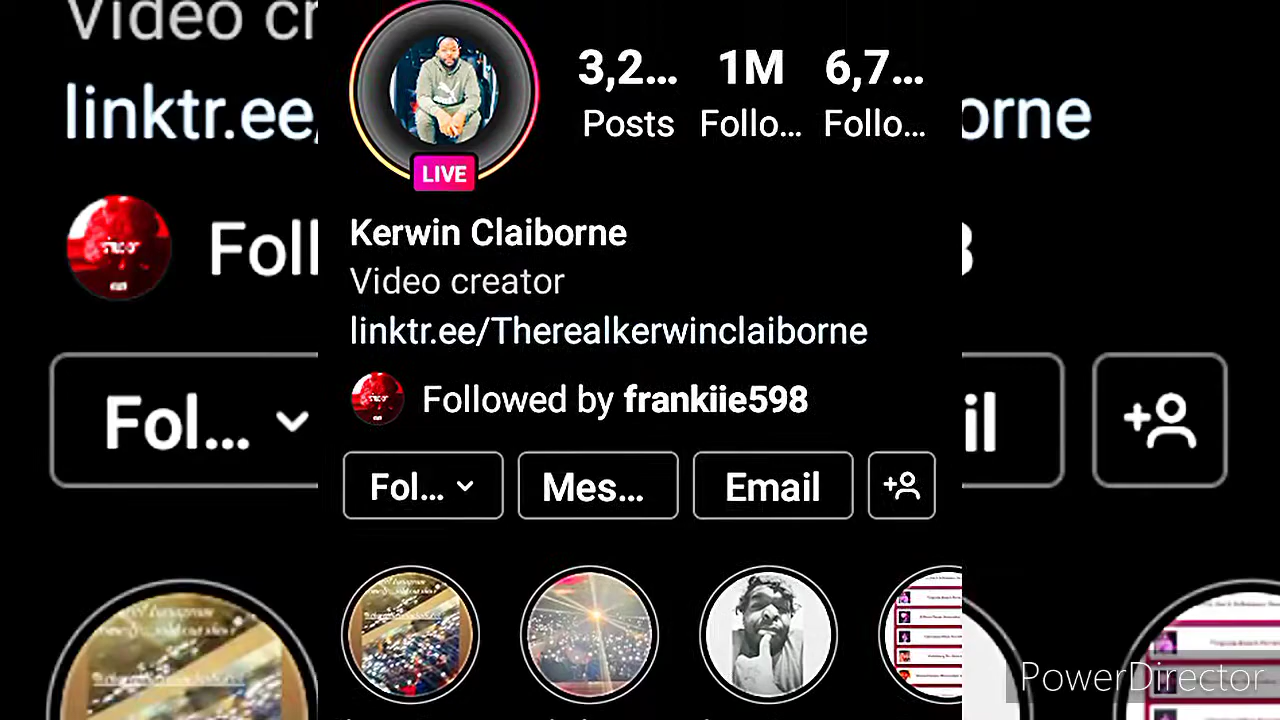 Video cr
linktr.ee/
orne
Foll
3
Fol...
il
3,2... 1M 6,7...
Posts Follo... Follo...
LIVE
Kerwin Claiborne
Video creator
linktr.ee/Therealkerwinclaiborne
Followed by frankiie598
Fol... Mes... Email
PowerDirector